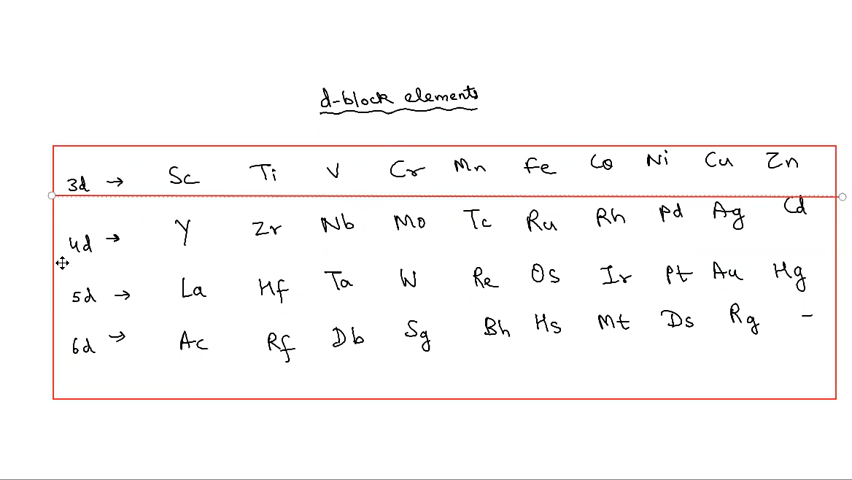 d-block elements
3d → Sc Ti V Cr Mn Fe Co Ni Cu Zn
4d → Y Zr Nb Mo Tc Ru Rh Pd Ag Cd
5d → La Hf Ta W Re Os Ir Pt Au Hg
6d → Ac Rf Db Sg Bh Hs Mt Ds Rg –